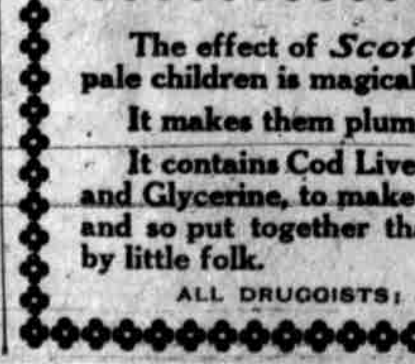 The effect of Scot
pale children is magical
It makes them plum
It contains Cod Live
and Glycerine, to make
and so put together tha
by little folk.
ALL DRUGGISTS;